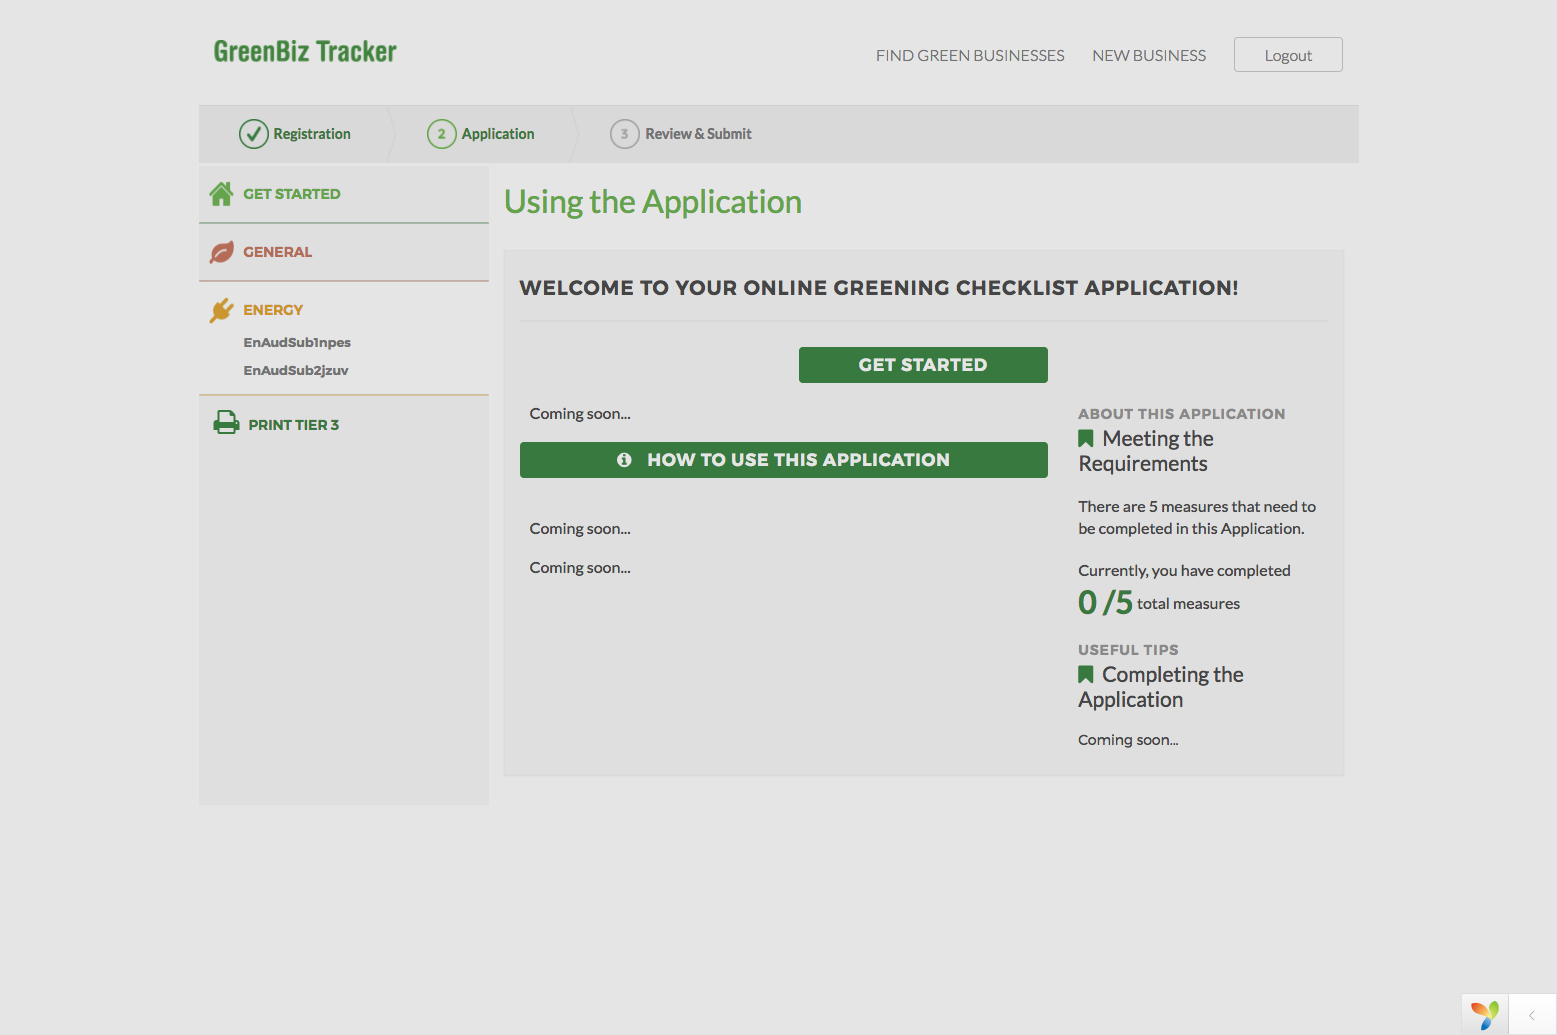 GreenBiz Tracker
FIND GREEN BUSINESSES
NEW BUSINESS
Logout
Registration
2 Application
3 Review & Submit
GET STARTED
GENERAL
ENERGY
EnAudSub1npes
EnAudSub2jzuv
PRINT TIER 3
Using the Application
WELCOME TO YOUR ONLINE GREENING CHECKLIST APPLICATION!
GET STARTED
Coming soon...
HOW TO USE THIS APPLICATION
Coming soon...
Coming soon...
ABOUT THIS APPLICATION
Meeting the
Requirements
There are 5 measures that need to
be completed in this Application.
Currently, you have completed
0 /5 total measures
USEFUL TIPS
Completing the
Application
Coming soon...